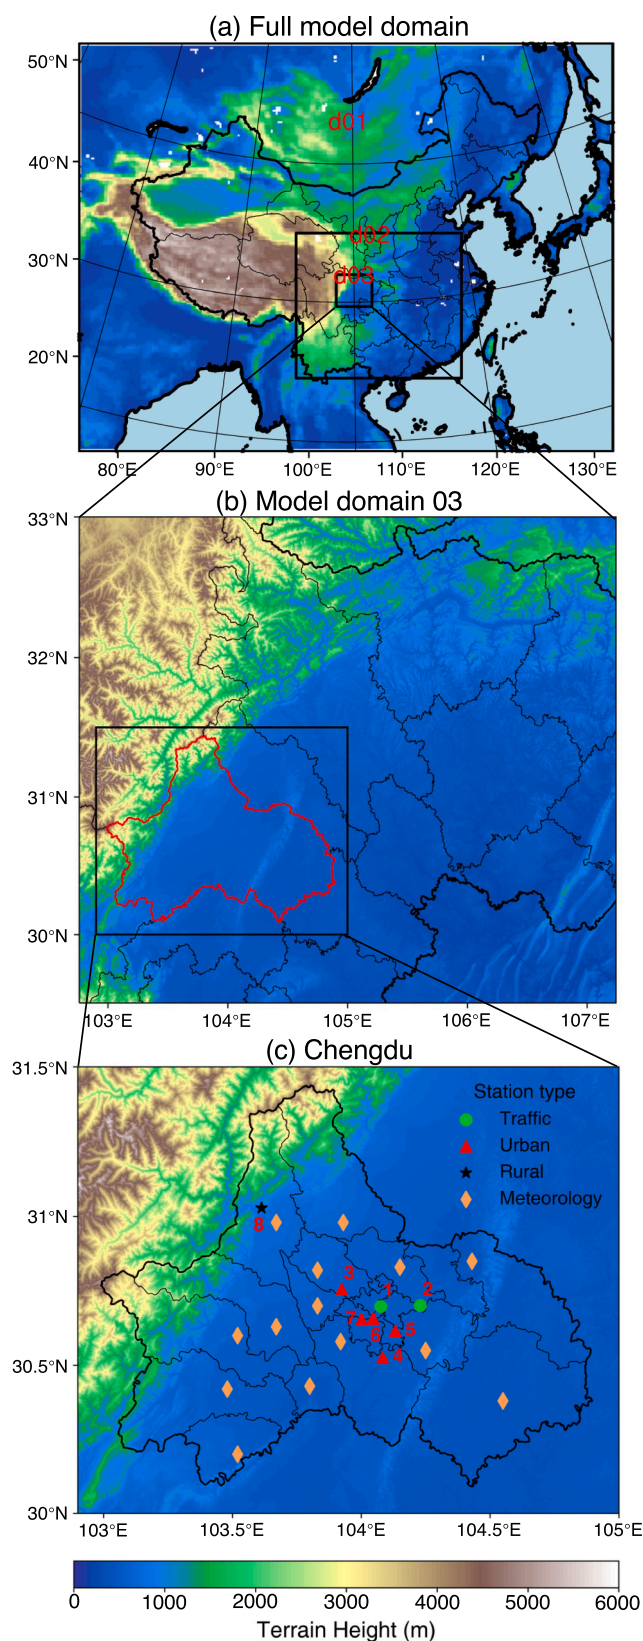 (a) Full model domain
50°N
40°N
30°N
20°N
d01
d02
d03
80°E 90°E 100°E 110°E 120°E 130°E
(b) Model domain 03
33°N
32°N
31°N
30°N
103°E 104°E 105°E 106°E 107°E
(c) Chengdu
31.5°N
31°N
30.5°N
30°N
Station type
Traffic
Urban
Rural
Meteorology
8
3 1 2
7 6 5
4
103°E 103.5°E 104°E 104.5°E 105°E
0 1000 2000 3000 4000 5000 6000
Terrain Height (m)